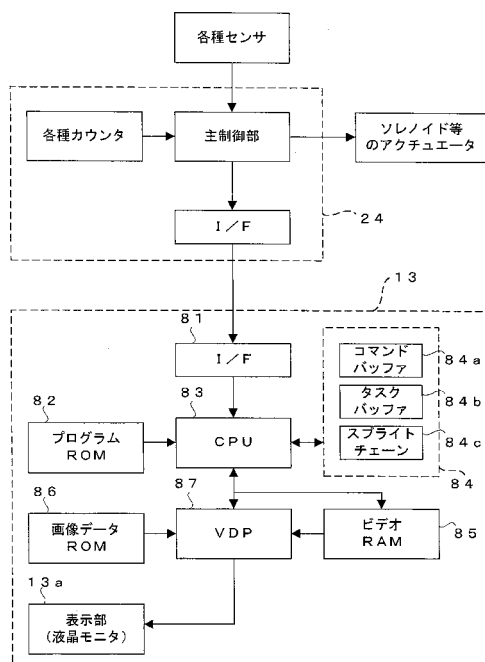 各種センサ
各種カウンタ
主制御部
ソレノイド等
のアクチュエータ
I/F
24
13
81
I/F
コマンド
バッファ
84a
82
83
タスク
バッファ
84b
プログラム
ROM
CPU
スプライト
チェーン
84c
84
86
87
画像データ
ROM
VDP
ビデオ
RAM
85
13a
表示部
(液晶モニタ)